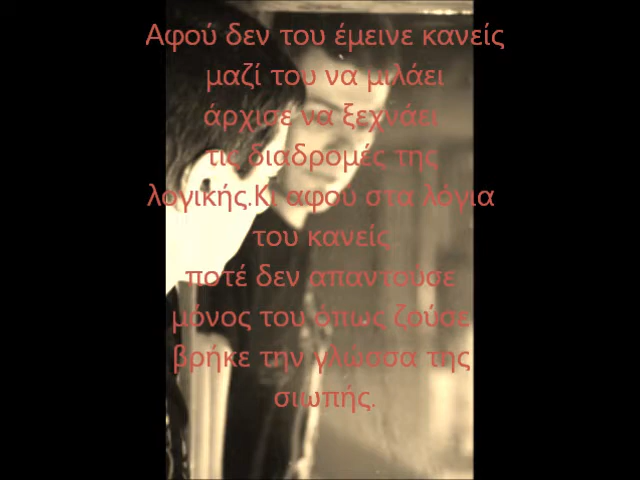 Αφού δεν του έμεινε κανείς
μαζί του να μιλάει
άρχισε να ξεχνάει
τις διαδρομές της
λογικής.Κι αφού στα λόγια
του κανείς
ποτέ δεν απαντούσε
μόνος του όπως ζούσε
βρήκε την γλώσσα της
σιωπής.